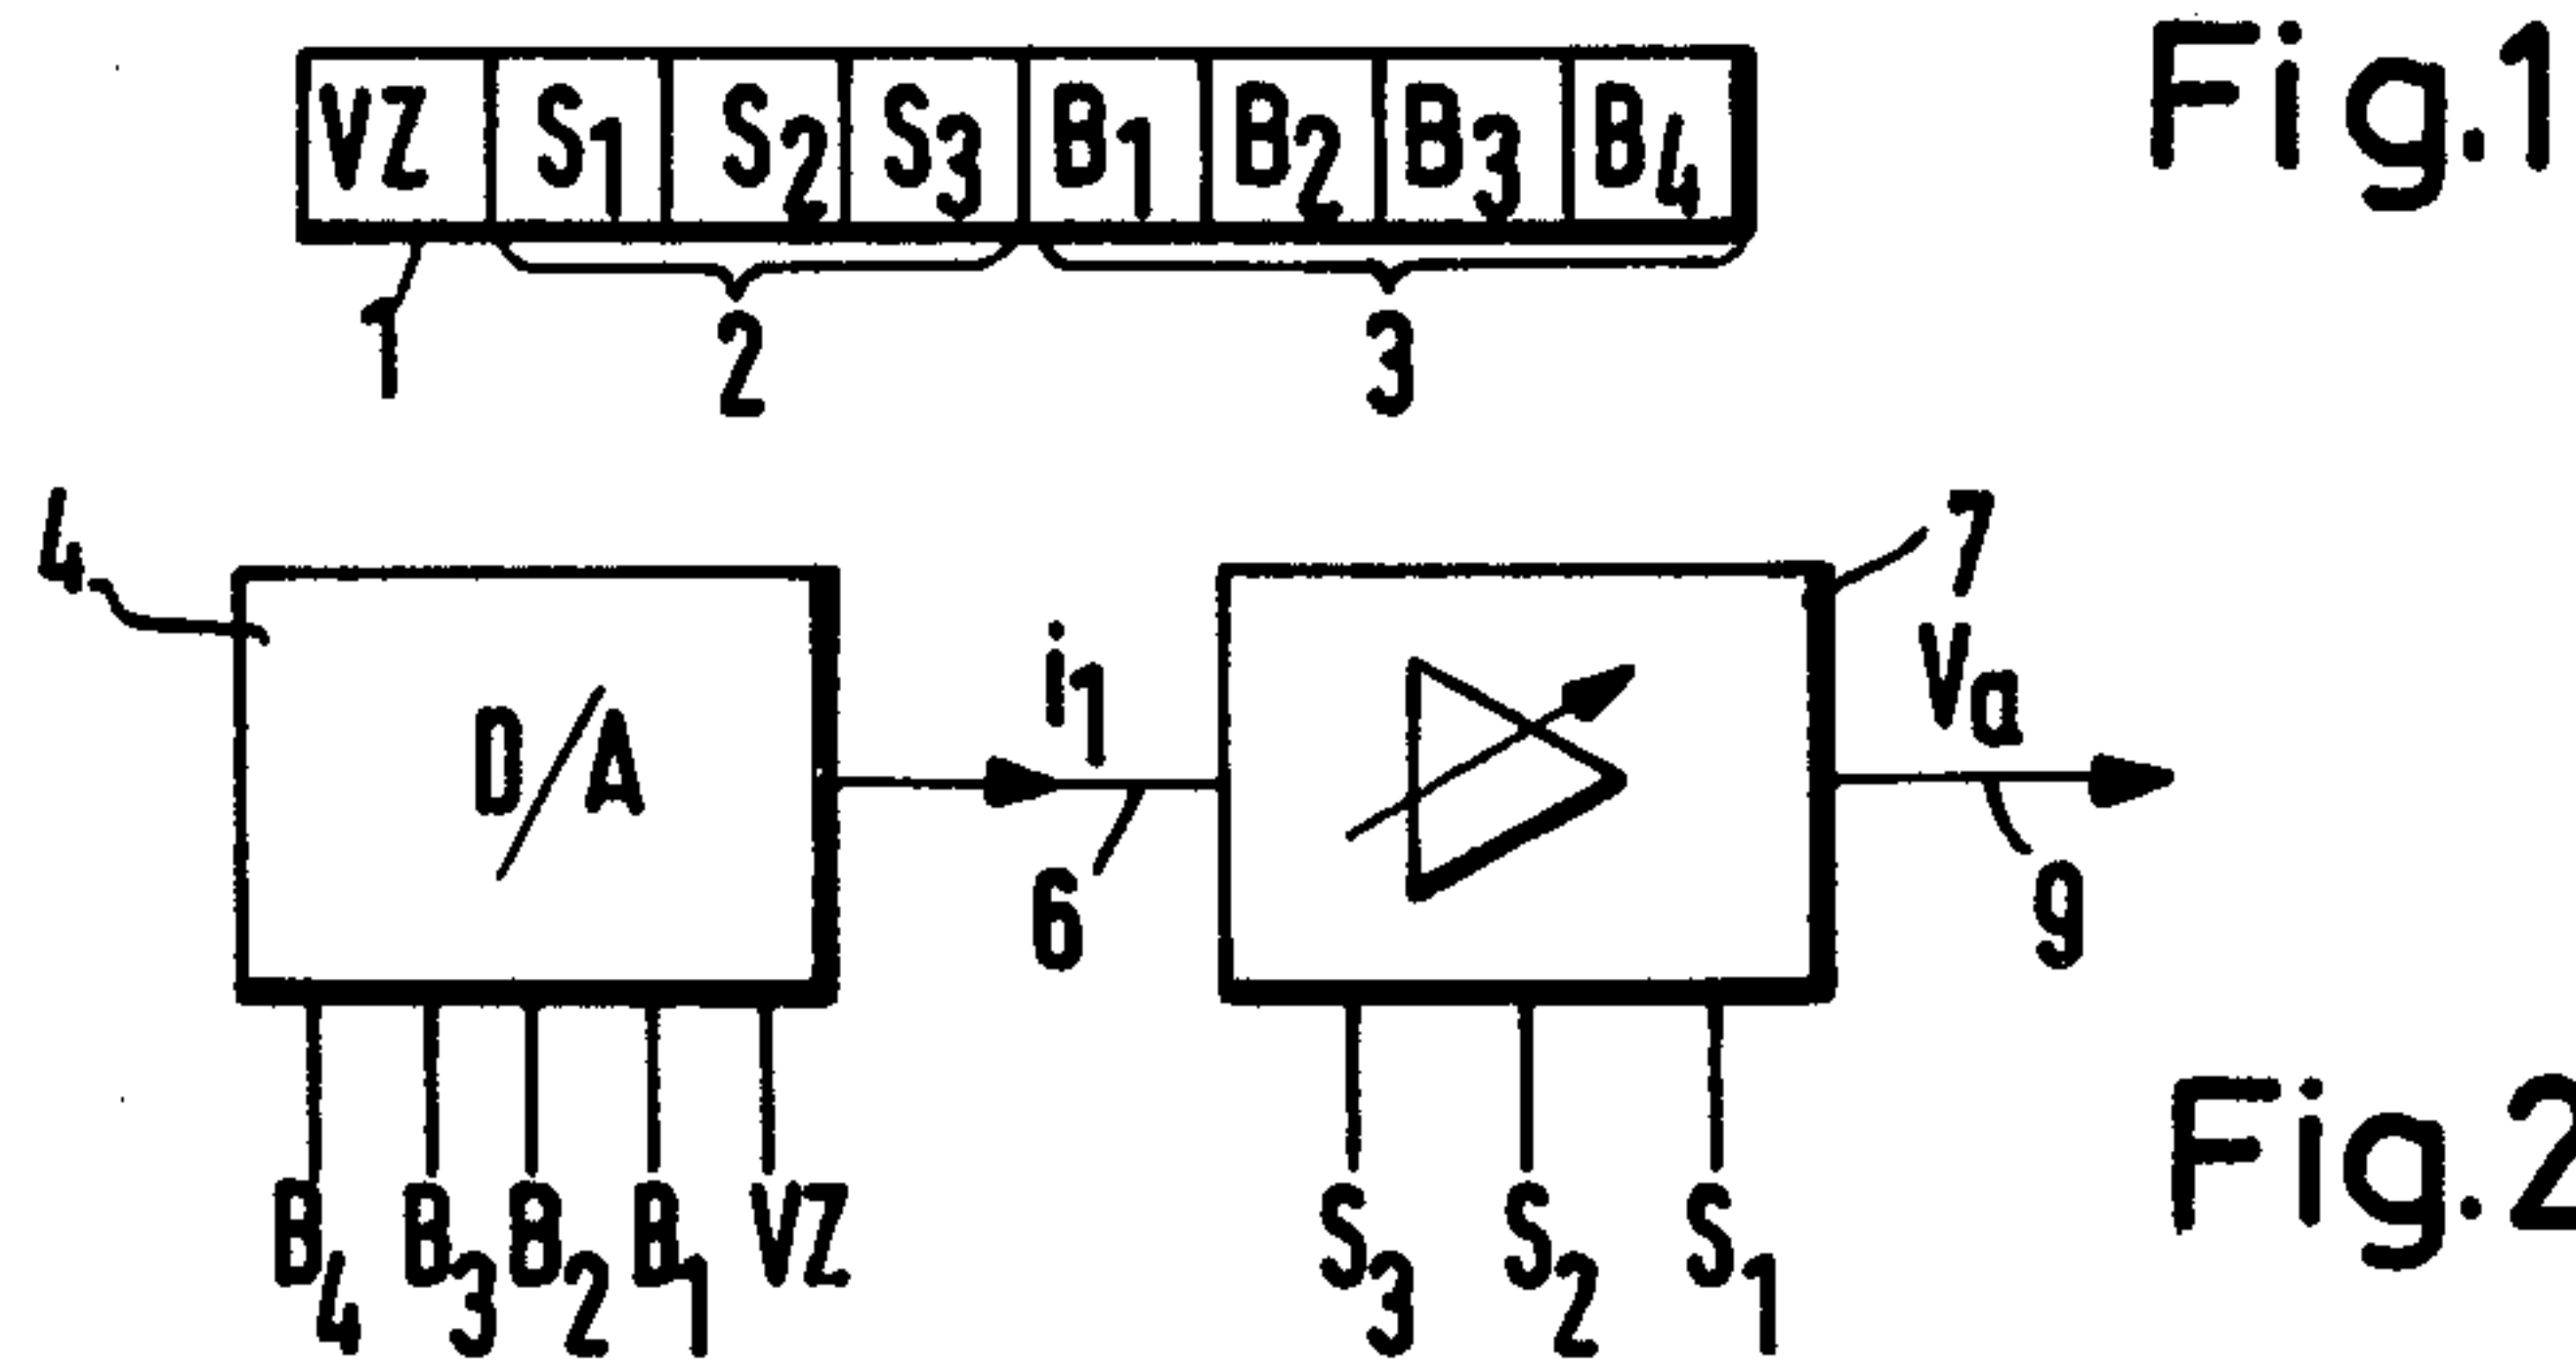 VZ S1 S2 S3 B1 B2 B3 B4 Fig.1
1 2 3
4 7
D/A i1 Va
6 9
B4 B3 B2 B1 VZ S3 S2 S1 Fig.2